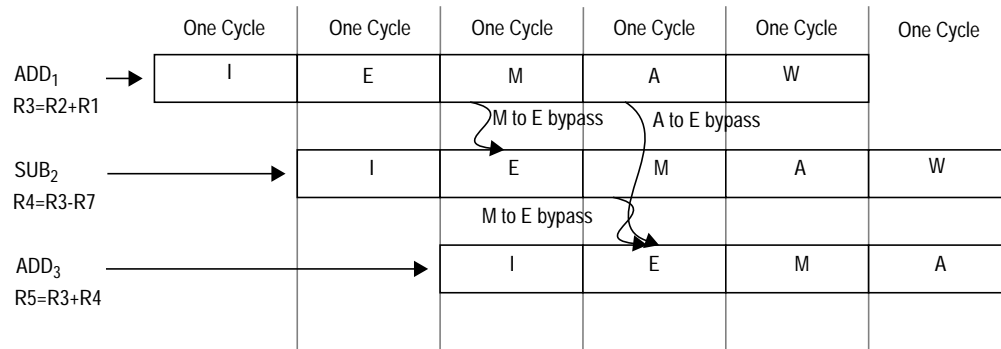 One Cycle One Cycle One Cycle One Cycle One Cycle One Cycle
ADD₁ I E M A W
R3=R2+R1
M to E bypass A to E bypass
SUB₂ I E M A W
R4=R3-R7
M to E bypass
ADD₃ I E M A
R5=R3+R4